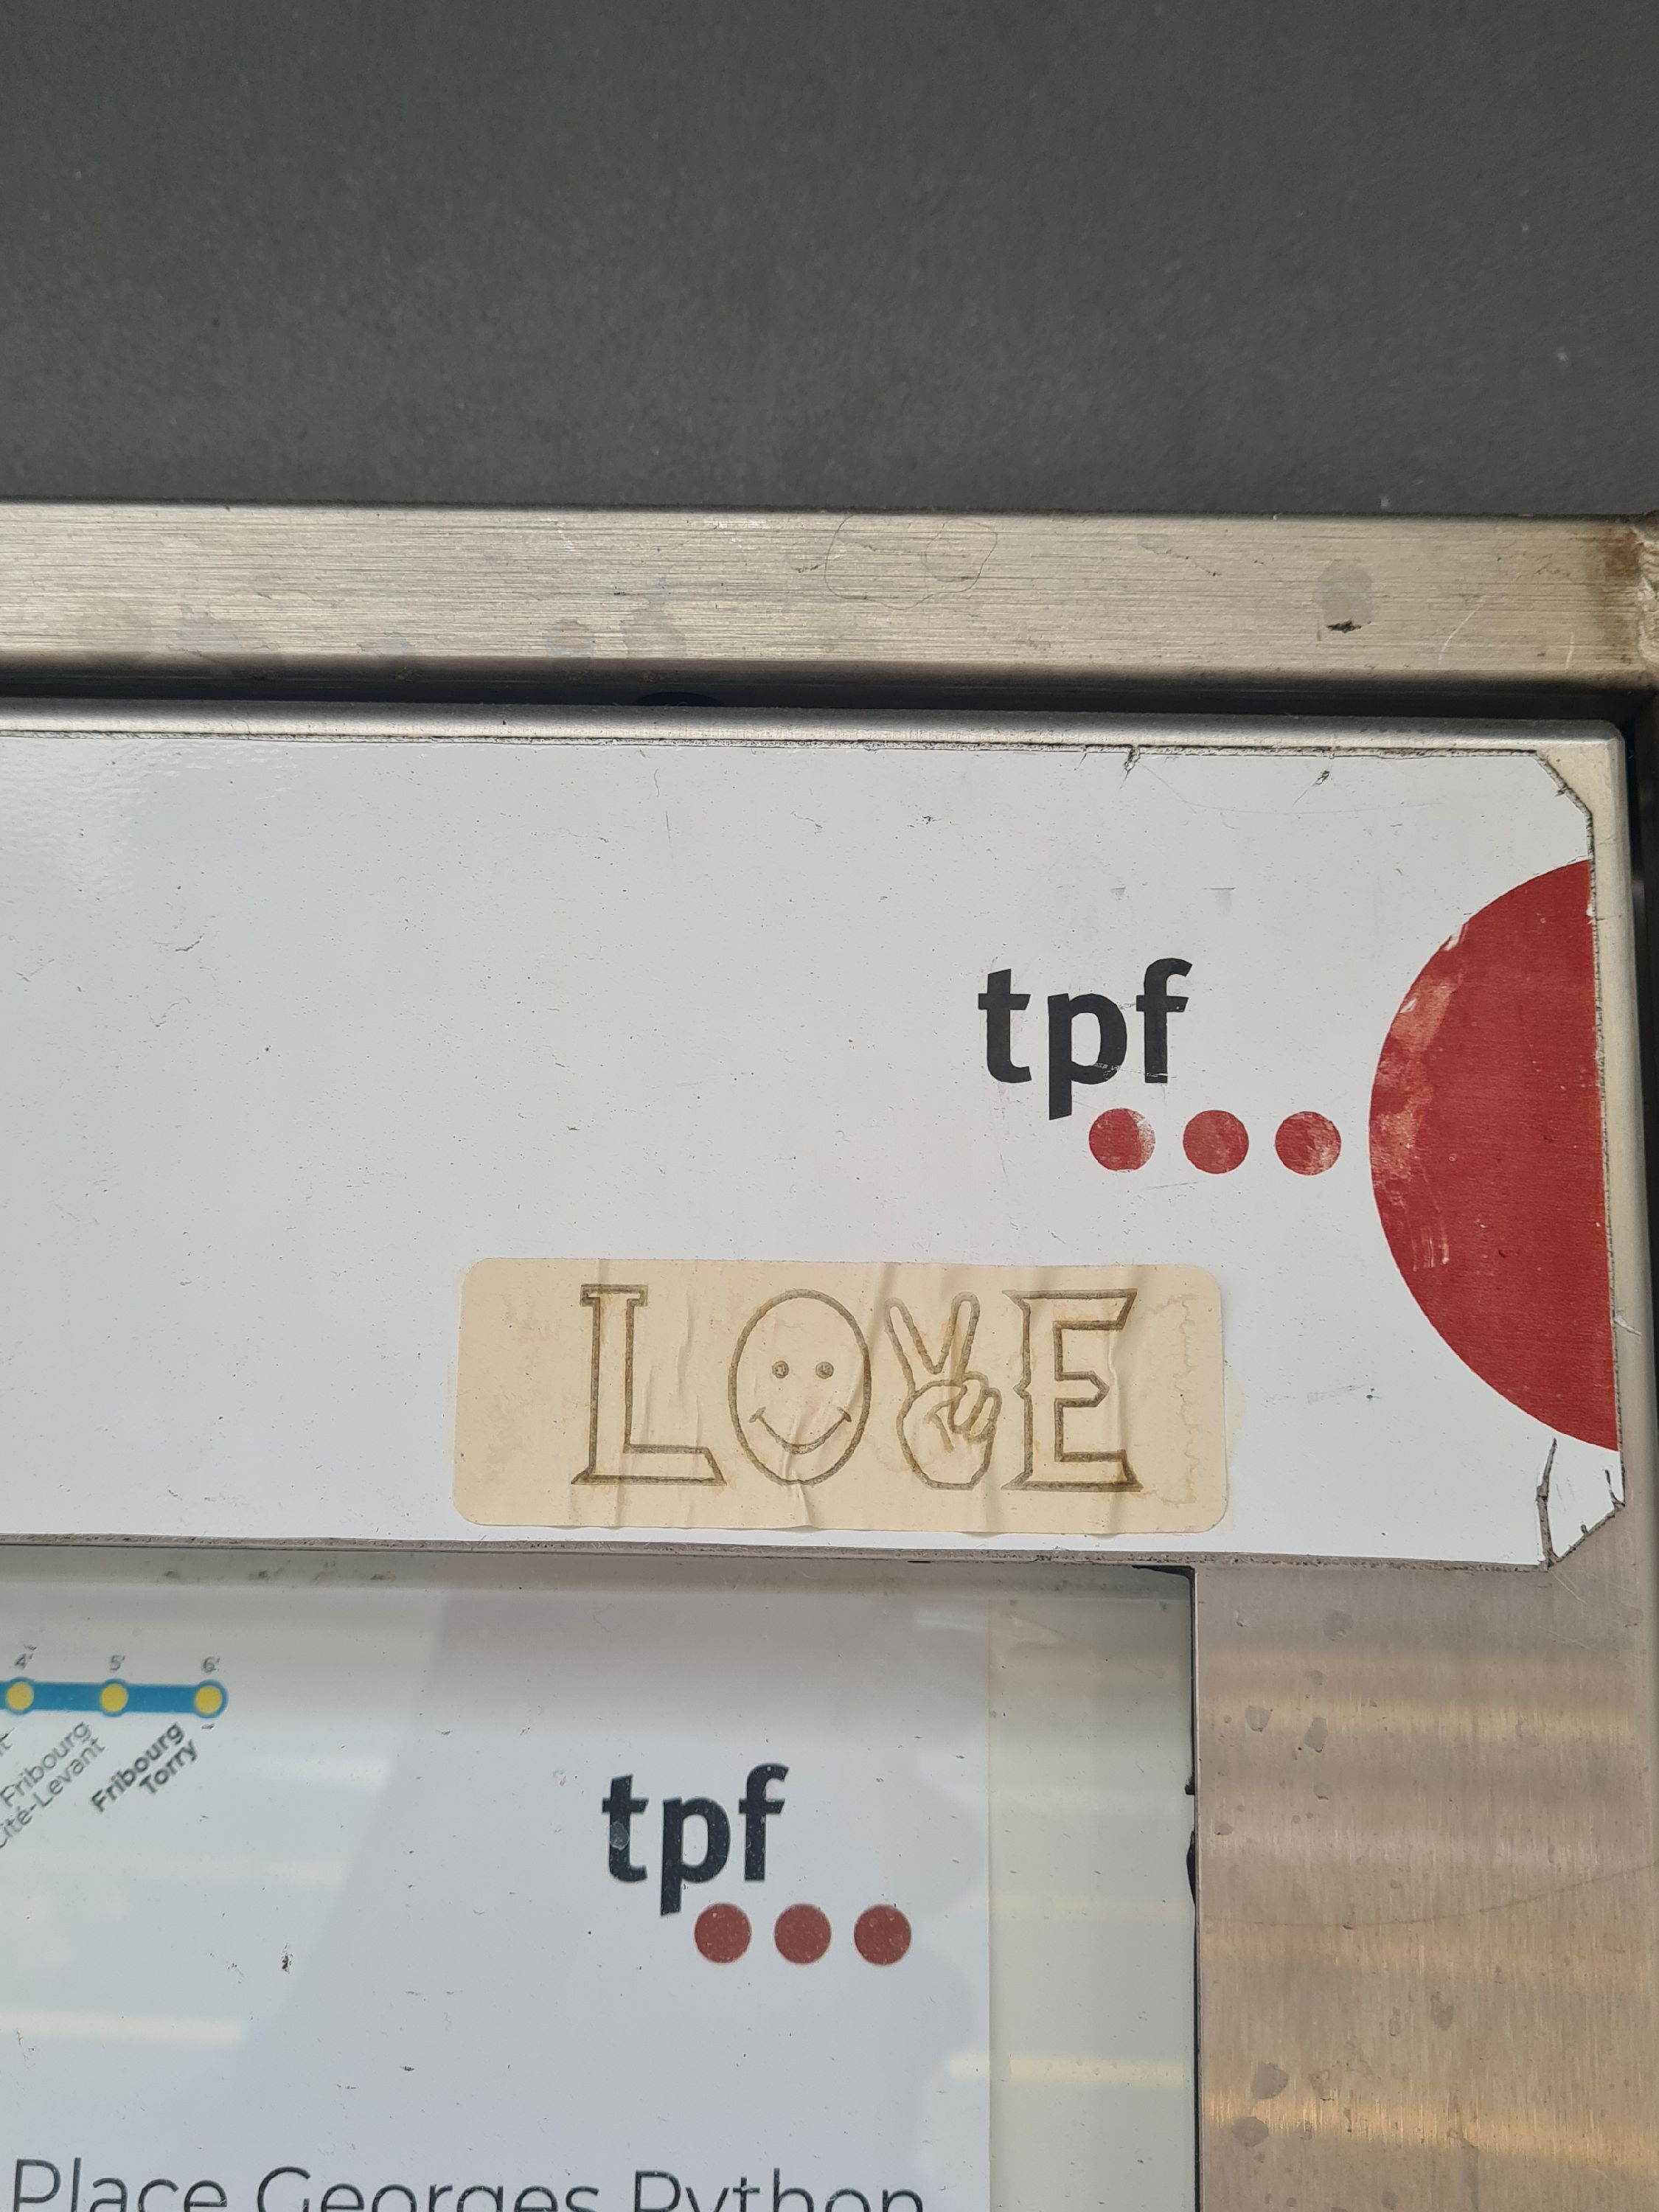 tpf
LOVE
4'
5'
6'
Fribourg
Cité-Levant
Fribourg
Torry
tpf
Place Georges Python